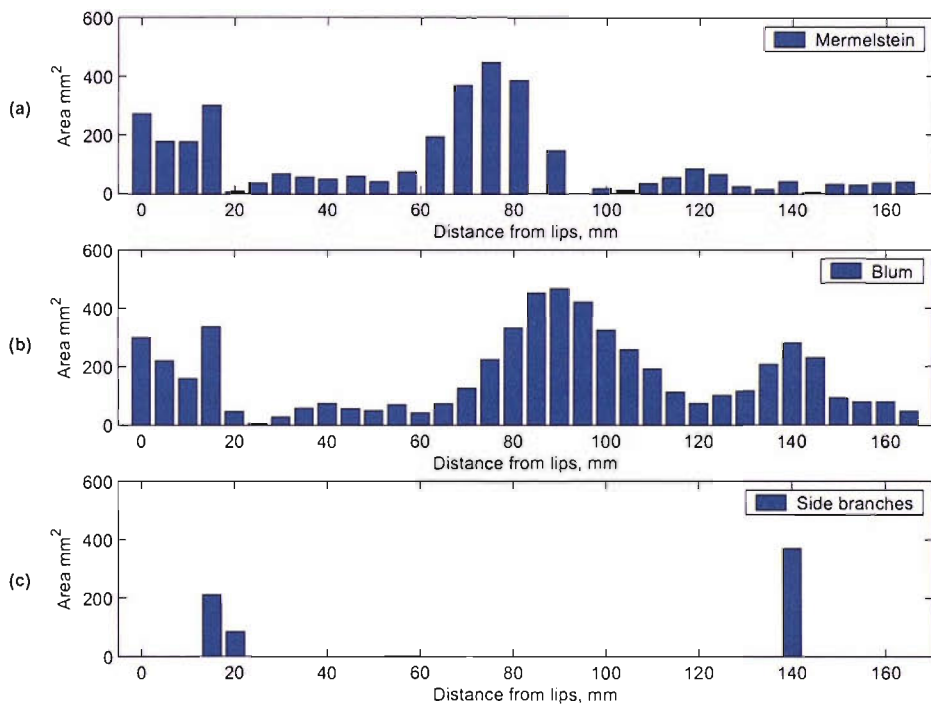 (a)
Area mm²
600
400
200
0
Mermelstein
0 20 40 60 80 100 120 140 160
Distance from lips, mm
(b)
Area mm²
600
400
200
0
Blum
0 20 40 60 80 100 120 140 160
Distance from lips, mm
(c)
Area mm²
600
400
200
0
Side branches
0 20 40 60 80 100 120 140 160
Distance from lips, mm